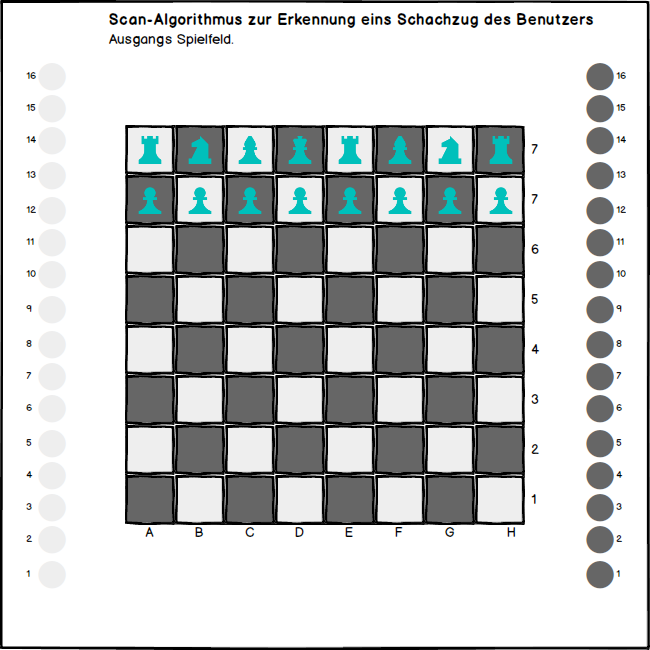 Scan-Algorithmus zur Erkennung eins Schachzug des Benutzers
Ausgangs Spielfeld.
16 16
15 15
14 7 14
13 13
12 7 12
11 6 11
10 10
9 5 9
8 4 8
7 7
6 3 6
5 2 5
4 4
3 1 3
A B C D E F G H
2 2
1 1